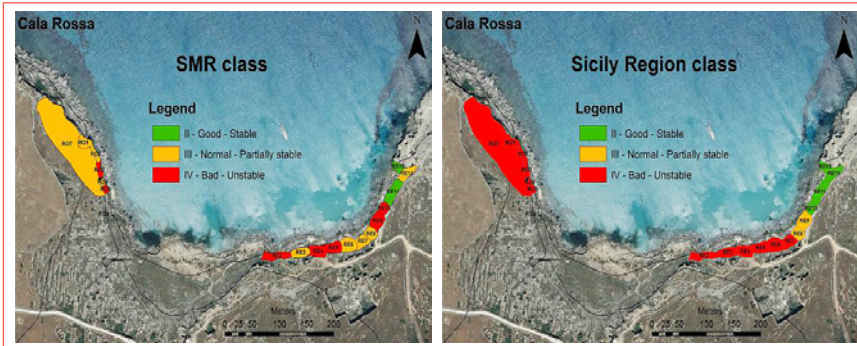 Cala Rossa
N
SMR class
Legend
II - Good - Stable
III - Normal - Partially stable
IV - Bad - Unstable
Meters
0 25 50 100 150 200
Cala Rossa
N
Sicily Region class
Legend
II - Good - Stable
III - Normal - Partially stable
IV - Bad - Unstable
Meters
0 25 50 100 150 200